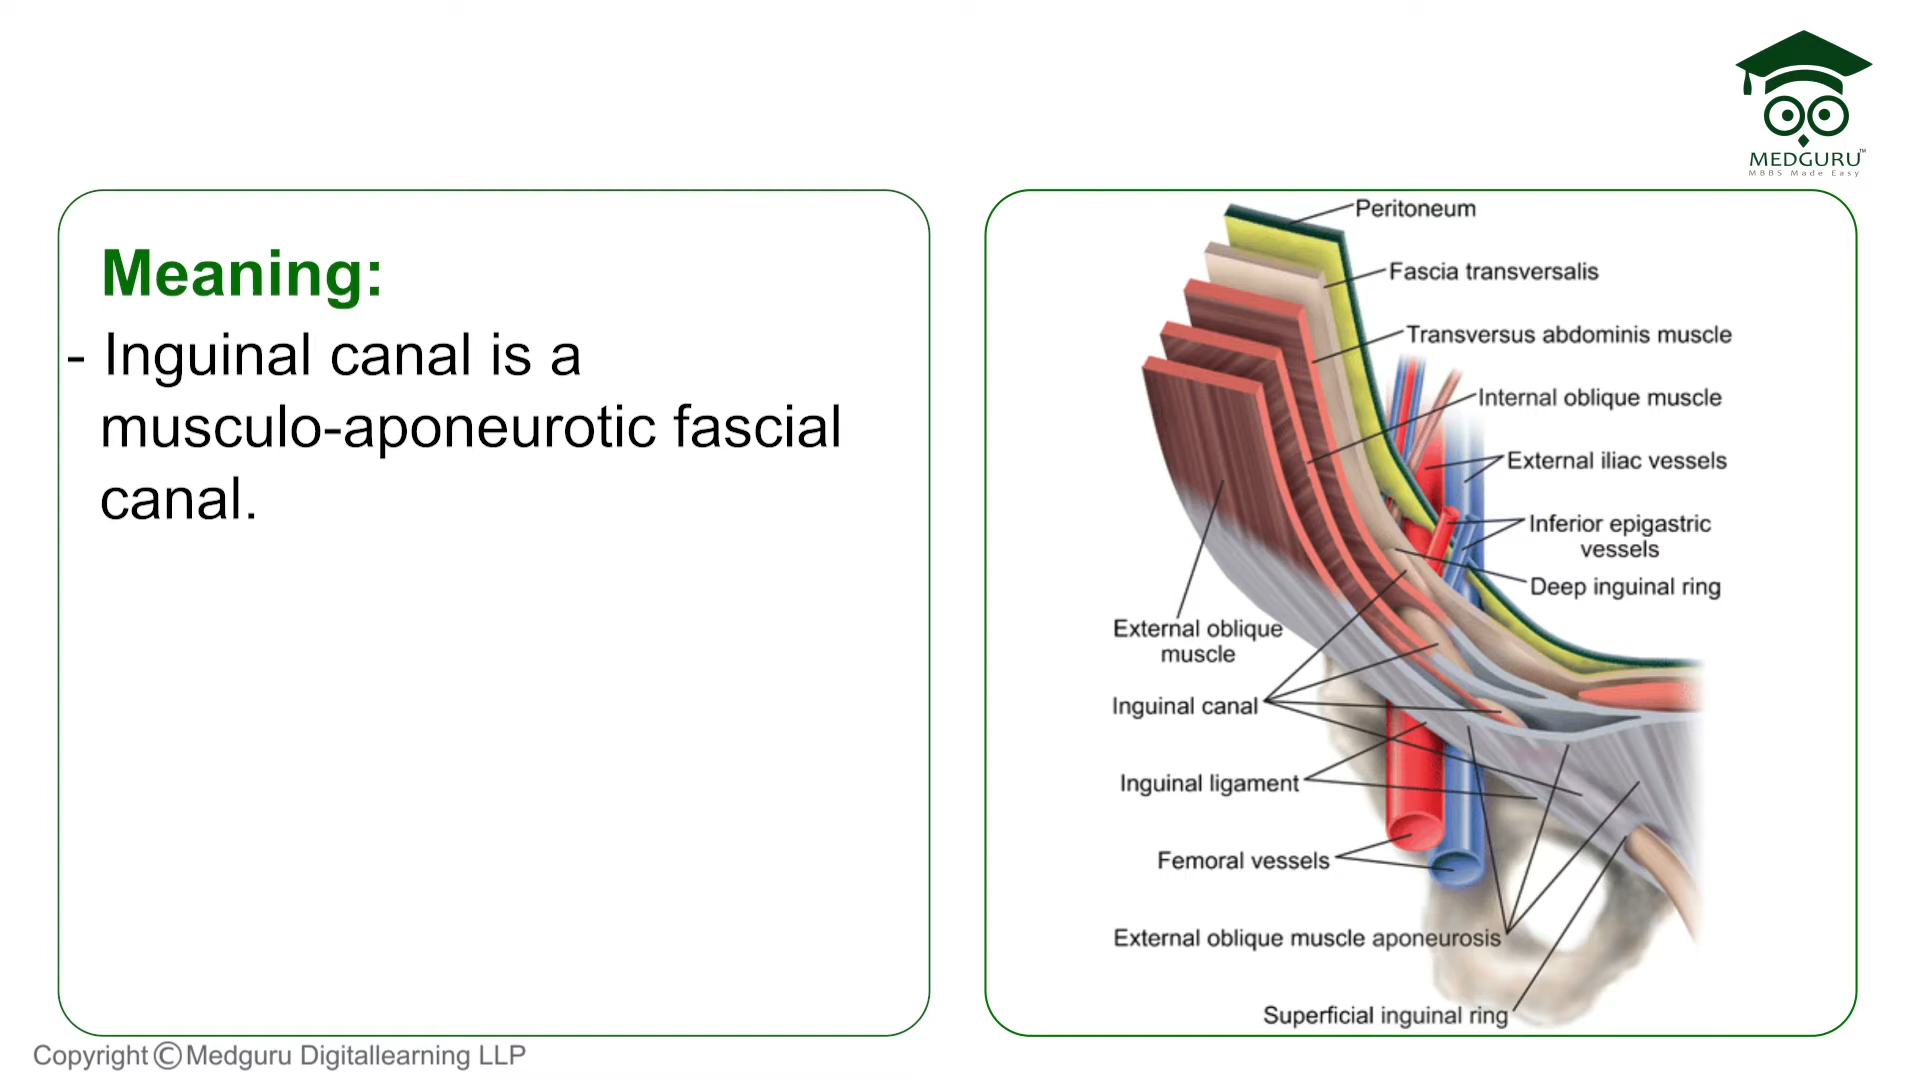 MEDGURU™
MBBS Made Easy
Meaning:
- Inguinal canal is a
musculo-aponeurotic fascial
canal.
Peritoneum
Fascia transversalis
Transversus abdominis muscle
Internal oblique muscle
External iliac vessels
Inferior epigastric
vessels
Deep inguinal ring
External oblique
muscle
Inguinal canal
Inguinal ligament
Femoral vessels
External oblique muscle aponeurosis
Superficial inguinal ring
Copyright © Medguru Digitallearning LLP